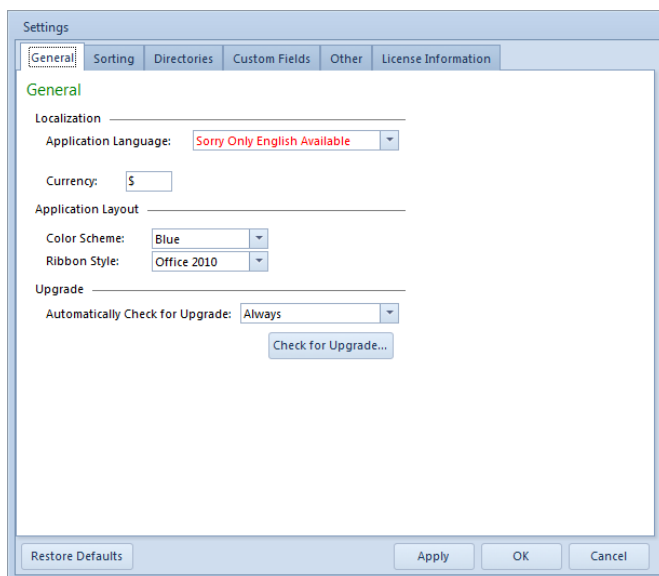 Settings
General Sorting Directories Custom Fields Other License Information
General
Localization
Application Language: Sorry Only English Available
Currency: $
Application Layout
Color Scheme: Blue
Ribbon Style: Office 2010
Upgrade
Automatically Check for Upgrade: Always
Check for Upgrade...
Restore Defaults Apply OK Cancel